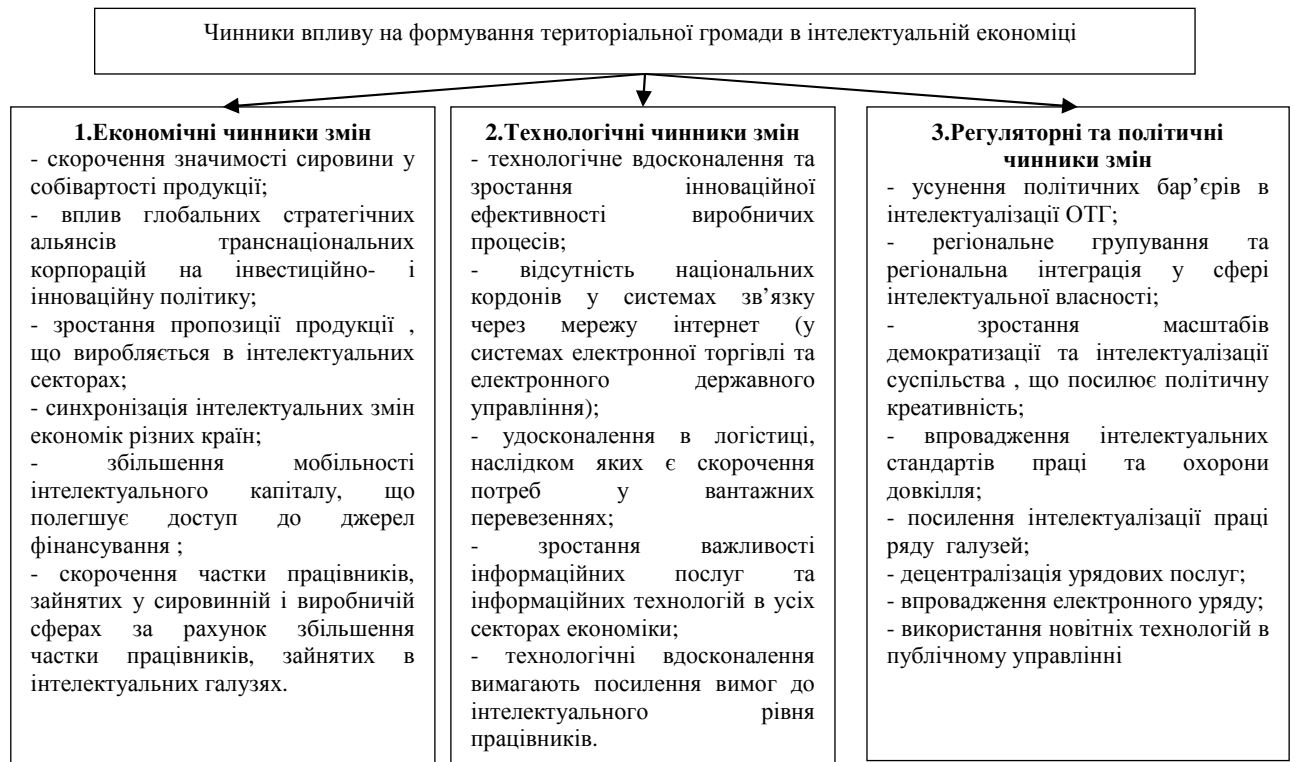 Чинники впливу на формування територіальної громади в інтелектуальній економіці
1.Економічні чинники змін
- скорочення значимості сировини у
собівартості продукції;
- вплив глобальних стратегічних
альянсів транснаціональних
корпорацій на інвестиційно- і
інноваційну політику;
- зростання пропозиції продукції ,
що виробляється в інтелектуальних
секторах;
- синхронізація інтелектуальних змін
економік різних країн;
- збільшення мобільності
інтелектуального капіталу, що
полегшує доступ до джерел
фінансування ;
- скорочення частки працівників,
зайнятих у сировинній і виробничій
сферах за рахунок збільшення
частки працівників, зайнятих в
інтелектуальних галузях.
2.Технологічні чинники змін
- технологічне вдосконалення та
зростання інноваційної
ефективності виробничих
процесів;
- відсутність національних
кордонів у системах зв’язку
через мережу інтернет (у
системах електронної торгівлі та
електронного державного
управління);
- удосконалення в логістиці,
наслідком яких є скорочення
потреб у вантажних
перевезеннях;
- зростання важливості
інформаційних послуг та
інформаційних технологій в усіх
секторах економіки;
- технологічні вдосконалення
вимагають посилення вимог до
інтелектуального рівня
працівників.
3.Регуляторні та політичні
чинники змін
- усунення політичних бар’єрів в
інтелектуалізації ОТГ;
- регіональне групування та
регіональна інтеграція у сфері
інтелектуальної власності;
- зростання масштабів
демократизації та інтелектуалізації
суспільства , що посилює політичну
креативність;
- впровадження інтелектуальних
стандартів праці та охорони
довкілля;
- посилення інтелектуалізації праці
ряду галузей;
- децентралізація урядових послуг;
- впровадження електронного уряду;
- використання новітніх технологій в
публічному управлінні